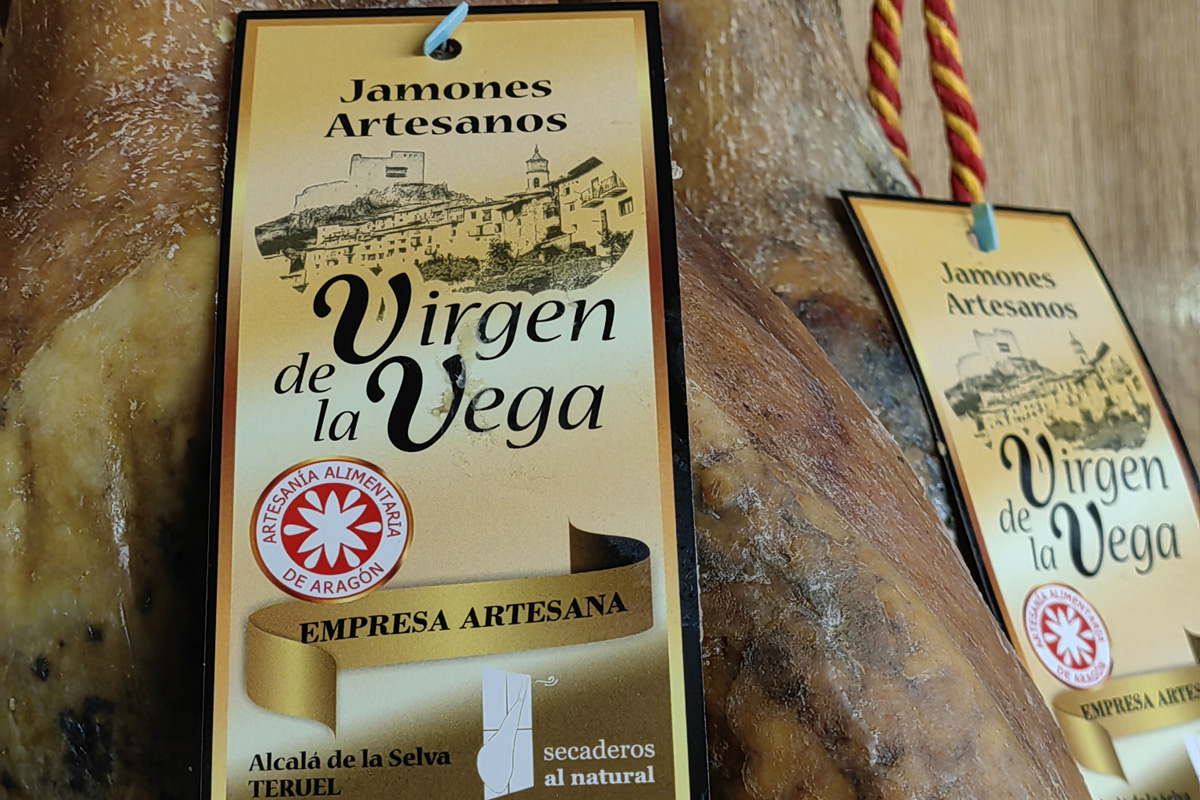 Jamones
Artesanos
Virgen
de
la Vega
ARTESANÍA ALIMENTARIA
DE ARAGÓN
EMPRESA ARTESANA
Alcalá de la Selva
TERUEL
secaderos
al natural
Jamones
Artesanos
Virgen
de
la Vega
ARTESANÍA ALIMENTARIA
DE ARAGÓN
EMPRESA ARTES